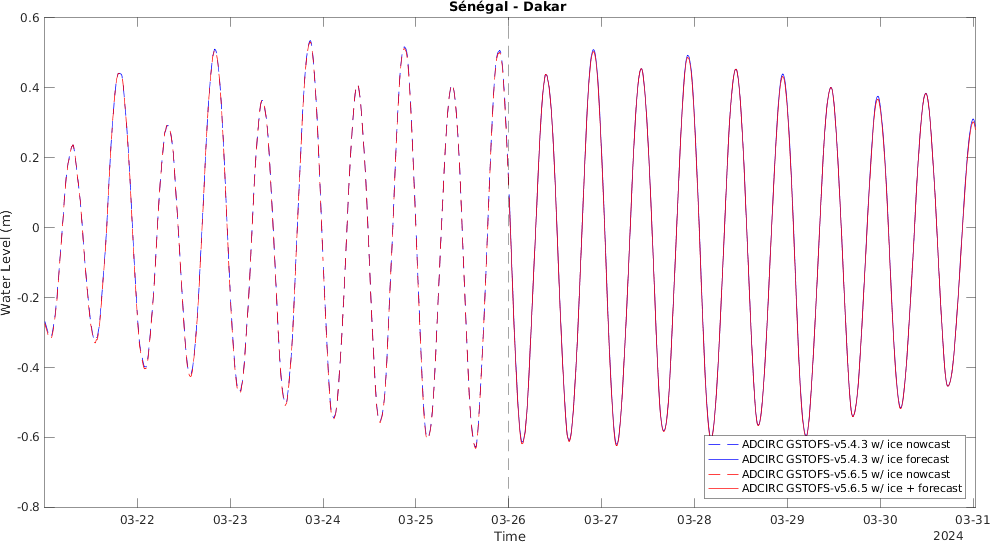 Sénégal - Dakar
0.6
0.4
0.2
0
-0.2
-0.4
-0.6
-0.8
Water Level (m)
ADCIRC GSTOFS-v5.4.3 w/ ice nowcast
ADCIRC GSTOFS-v5.4.3 w/ ice forecast
ADCIRC GSTOFS-v5.6.5 w/ ice nowcast
ADCIRC GSTOFS-v5.6.5 w/ ice + forecast
03-22 03-23 03-24 03-25 03-26 03-27 03-28 03-29 03-30 03-31
Time
2024